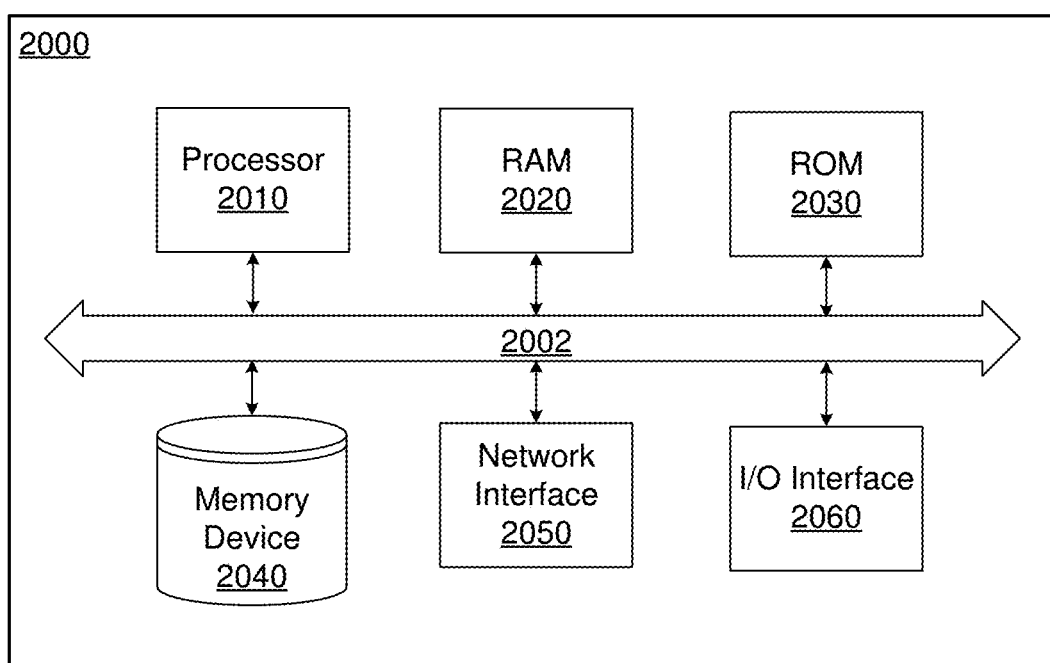 2000
Processor
2010
RAM
2020
ROM
2030
2002
Memory
Device
2040
Network
Interface
2050
I/O Interface
2060